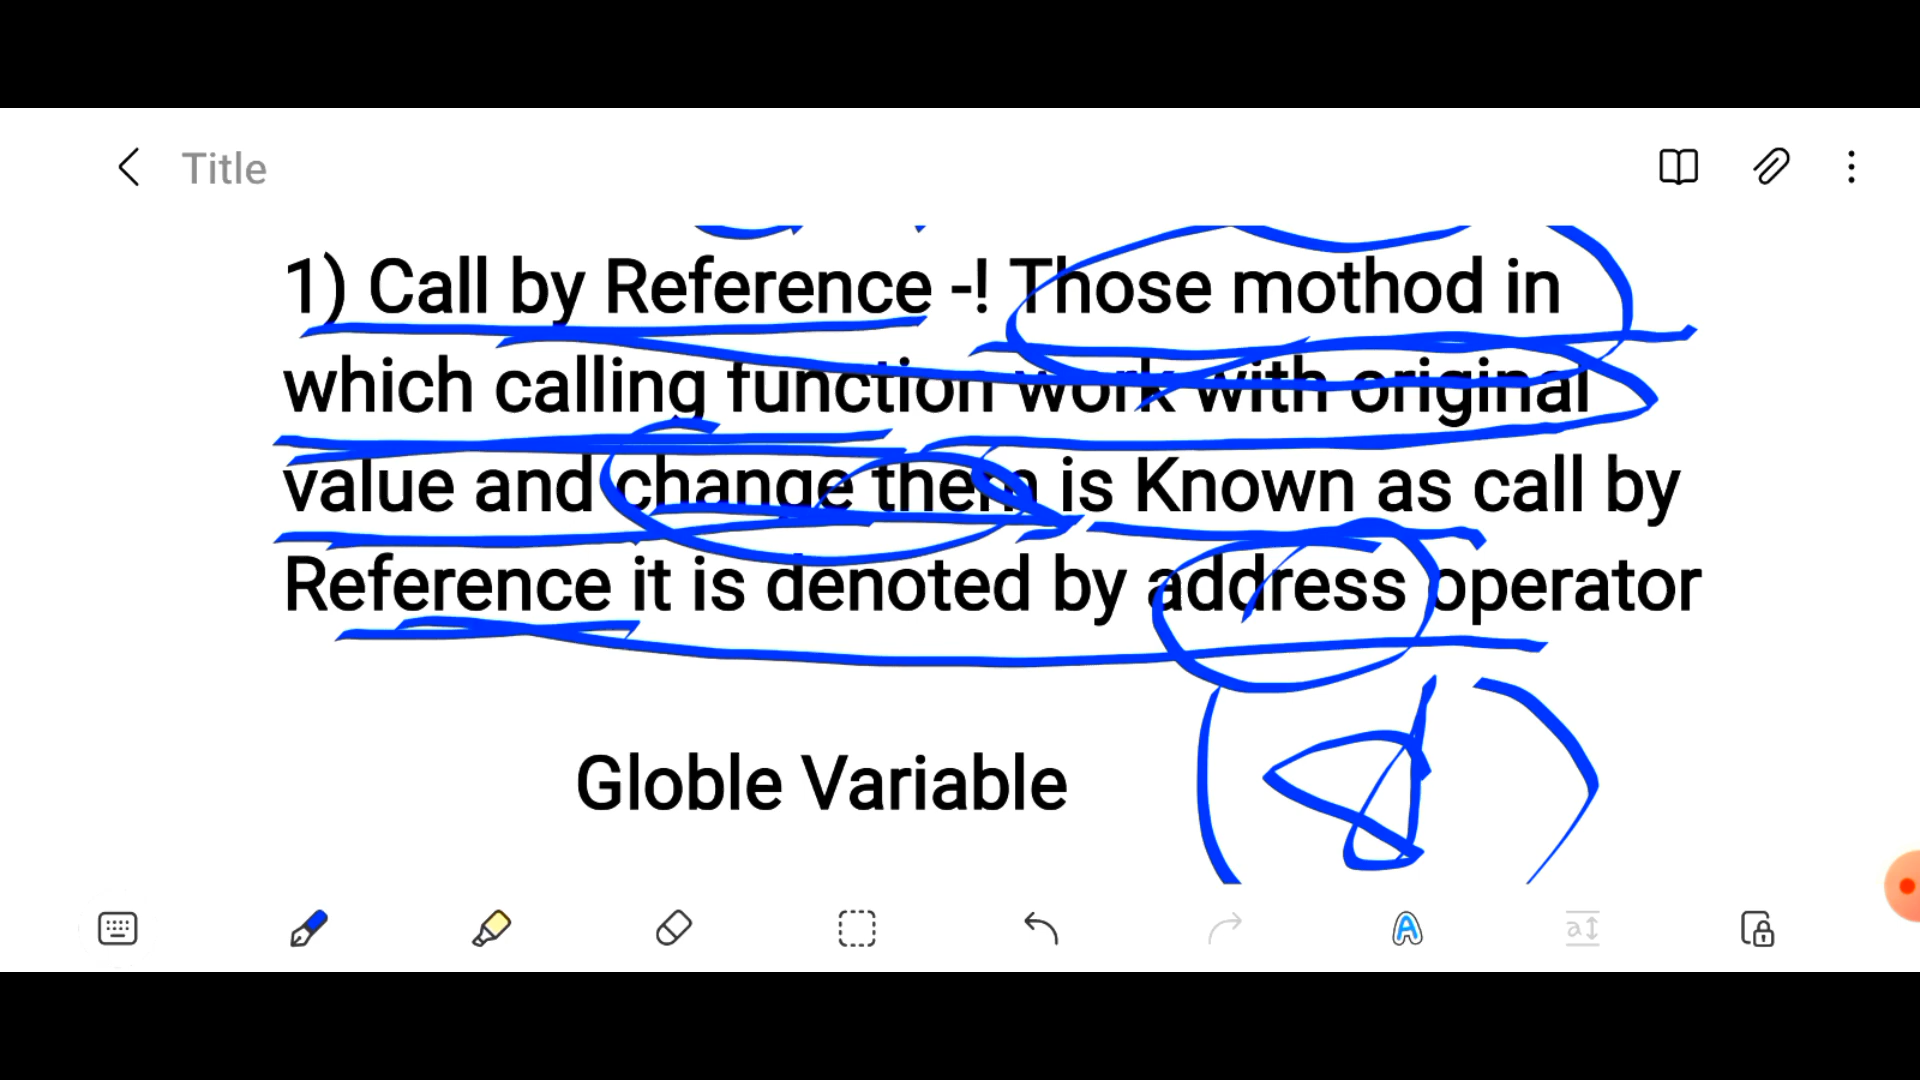 Title
1) Call by Reference -! Those mothod in
which calling function work with original
value and change them is Known as call by
Reference it is denoted by address operator
(&)
Globle Variable